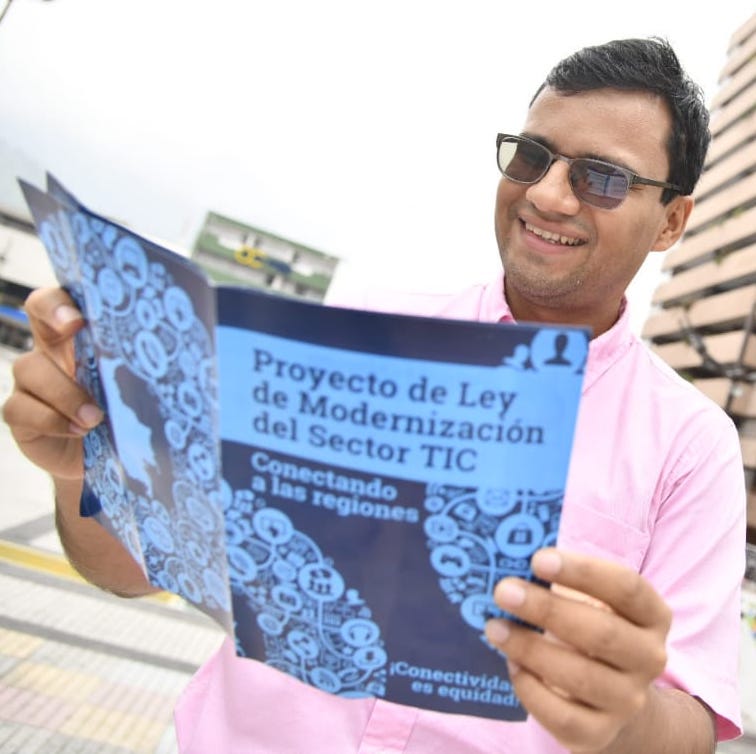 Proyecto de Ley
de Modernización
del Sector TIC
Conectando
a las regiones
¡Conectividad
es equidad!